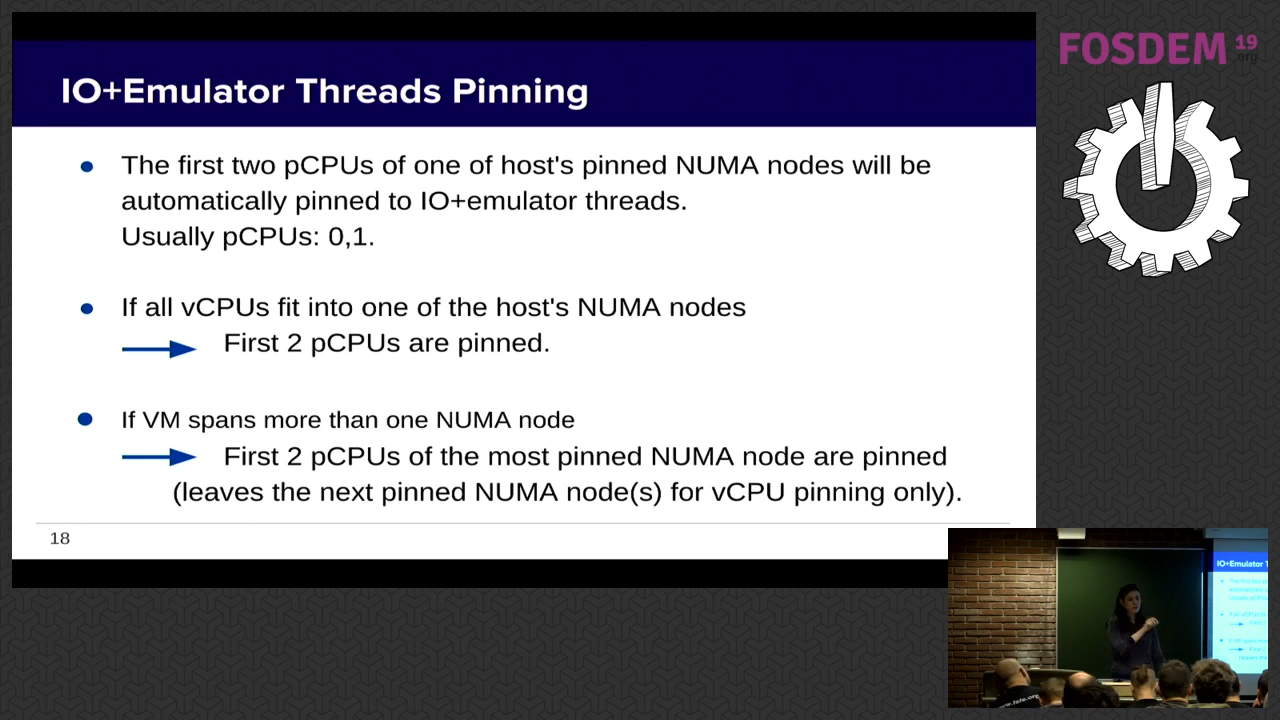 IO+Emulator Threads Pinning
The first two pCPUs of one of host's pinned NUMA nodes will be
automatically pinned to IO+emulator threads.
Usually pCPUs: 0,1.
If all vCPUs fit into one of the host's NUMA nodes
First 2 pCPUs are pinned.
If VM spans more than one NUMA node
First 2 pCPUs of the most pinned NUMA node are pinned
(leaves the next pinned NUMA node(s) for vCPU pinning only).
18
FOSDEM 19
.org
IO+Emulator T